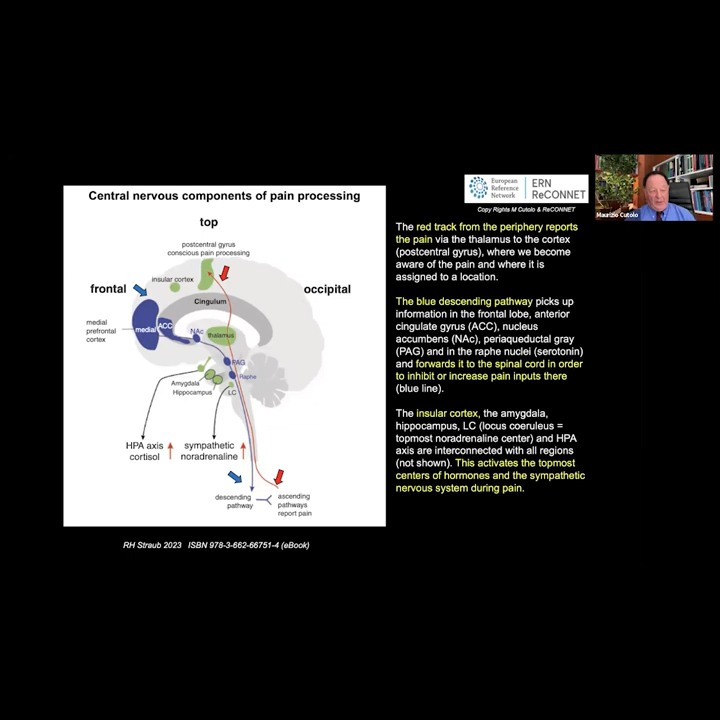 Central nervous components of pain processing
top
postcentral gyrus
conscious pain processing
insular cortex
frontal
occipital
Cingulum
medial
prefrontal
cortex
medial
ACC
NAc
thalamus
PAG
Raphe
Amygdala
Hippocampus
LC
HPA axis
cortisol
sympathetic
noradrenaline
descending
pathway
ascending
pathways
report pain
RH Straub 2023 ISBN 978-3-662-66751-4 (eBook)
European
Reference
Network
ERN
ReCONNET
Copy Rights M Cutolo & ReCONNET
Maurizio Cutolo
The red track from the periphery reports
the pain via the thalamus to the cortex
(postcentral gyrus), where we become
aware of the pain and where it is
assigned to a location.
The blue descending pathway picks up
information in the frontal lobe, anterior
cingulate gyrus (ACC), nucleus
accumbens (NAc), periaqueductal gray
(PAG) and in the raphe nuclei (serotonin)
and forwards it to the spinal cord in order
to inhibit or increase pain inputs there
(blue line).
The insular cortex, the amygdala,
hippocampus, LC (locus coeruleus =
topmost noradrenaline center) and HPA
axis are interconnected with all regions
(not shown). This activates the topmost
centers of hormones and the sympathetic
nervous system during pain.